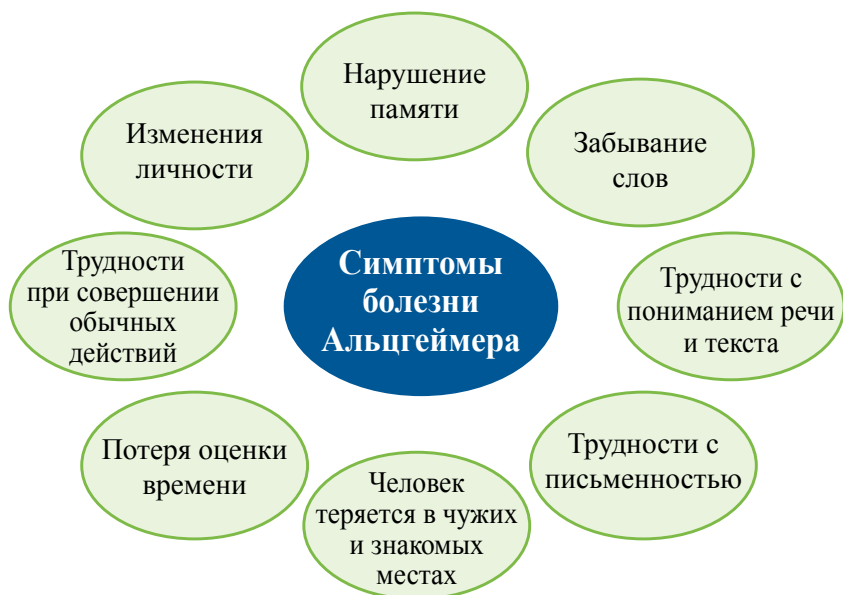 Нарушение
памяти
Забывание
слов
Трудности с
пониманием речи
и текста
Трудности с
письменностью
Человек
теряется в чужих
и знакомых
местах
Потеря оценки
времени
Трудности
при совершении
обычных
действий
Изменения
личности
Симптомы
болезни
Альцгеймера